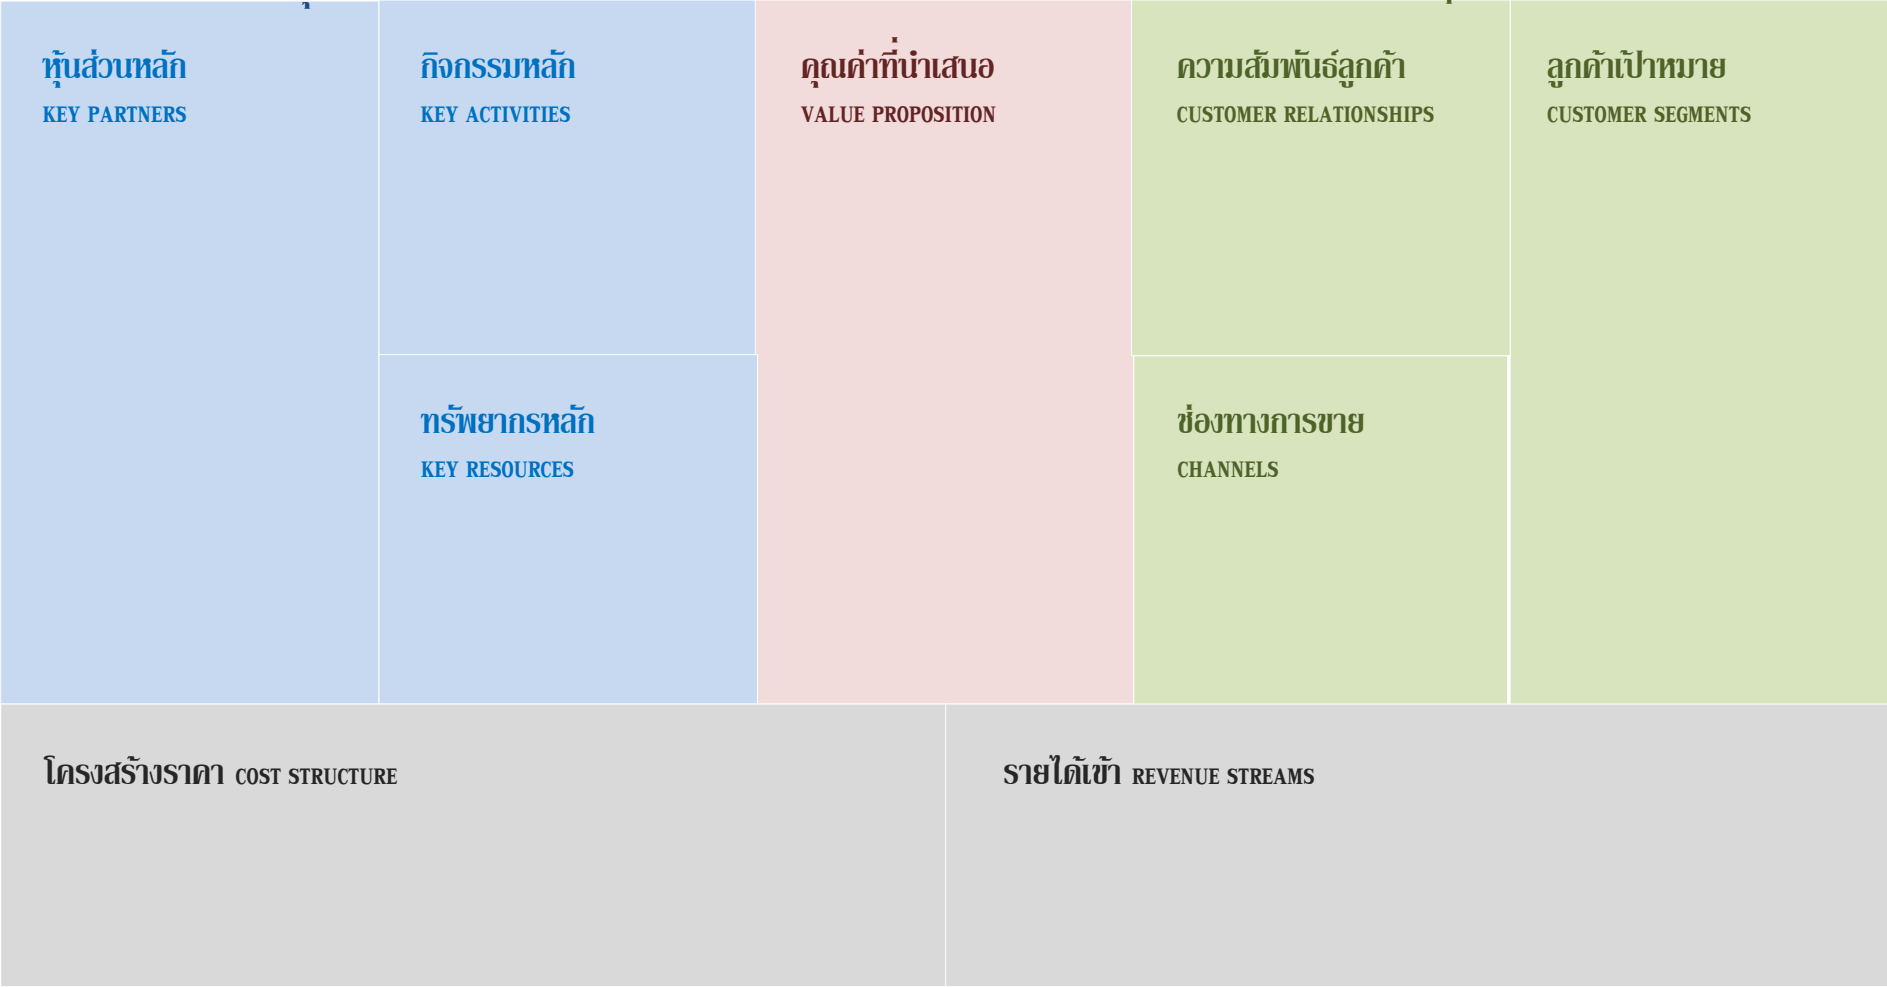 หุ้นส่วนหลัก
KEY PARTNERS
กิจกรรมหลัก
KEY ACTIVITIES
ทรัพยากรหลัก
KEY RESOURCES
คุณค่าที่นำเสนอ
VALUE PROPOSITION
ความสัมพันธ์ลูกค้า
CUSTOMER RELATIONSHIPS
ช่องทางการขาย
CHANNELS
ลูกค้าเป้าหมาย
CUSTOMER SEGMENTS
โครงสร้างราคา COST STRUCTURE
รายได้เข้า REVENUE STREAMS